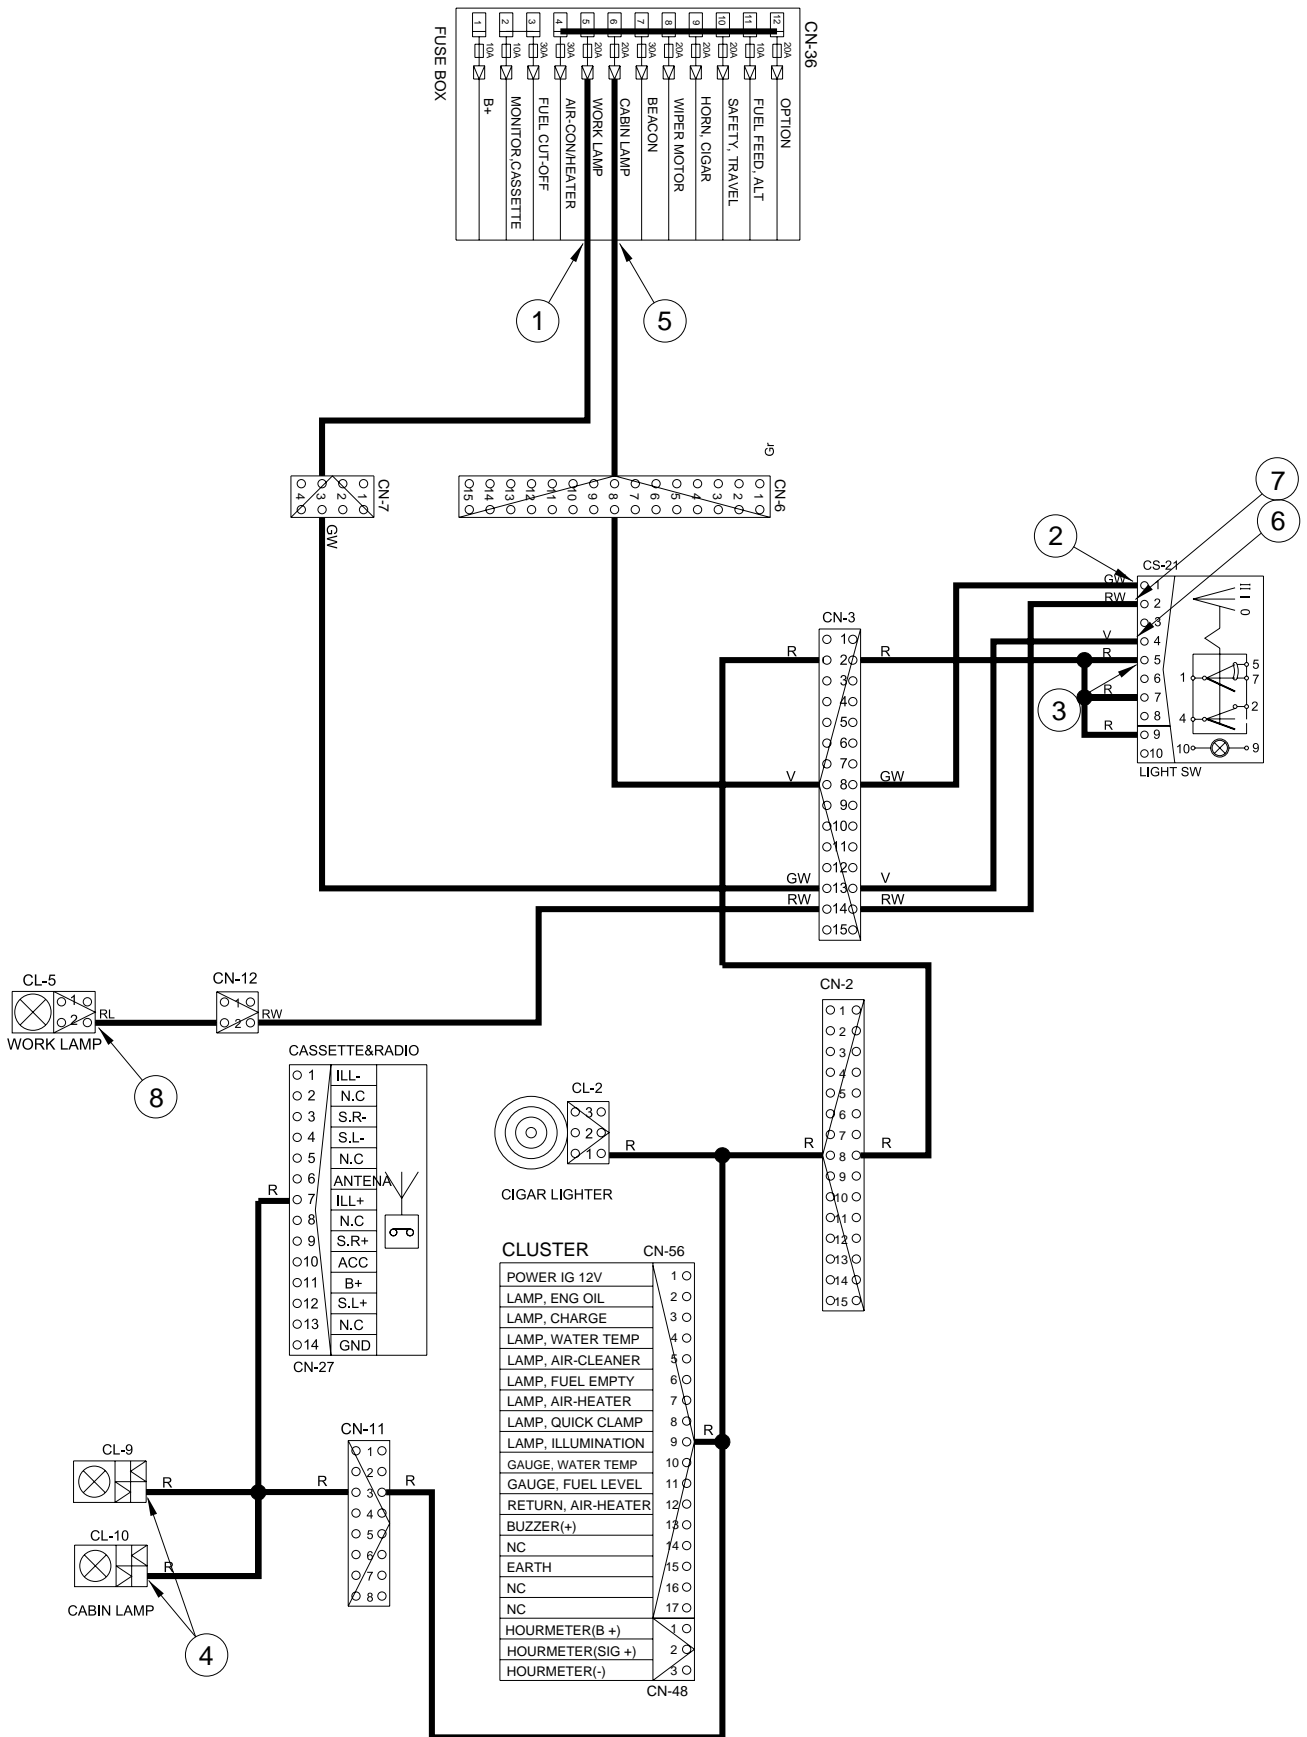 CN-36
FUSE BOX
1 2 3 4 5 6 7 8 9 10 11 12
10A 10A 30A 30A 20A 20A 30A 20A 20A 20A 10A 20A
B+
MONITOR,CASSETTE
FUEL CUT-OFF
AIR-CON/HEATER
WORK LAMP
CABIN LAMP
BEACON
WIPER MOTOR
HORN, CIGAR
SAFETY, TRAVEL
FUEL FEED, ALT
OPTION
1
5
Gr
CN-7
4 3 2 1
GW
CN-6
15 14 13 12 11 10 9 8 7 6 5 4 3 2 1
7
6
2
3
CS-21
GW 1
RW 2
3
V 4
R 5
6
R 7
8
R 9
10
II I 0
1 5 7
4 2
10 9
LIGHT SW
CN-3
1
R 2 R
3
4
5
6
7
V 8 GW
9
10
11
12
GW 13 V
RW 14 RW
15
CL-5
1
2 RL
WORK LAMP
8
CN-12
1
2 RW
CN-2
1
2
3
4
5
6
7
R 8 R
9
10
11
12
13
14
15
CASSETTE&RADIO
1 ILL-
2 N.C
3 S.R-
4 S.L-
5 N.C
6 ANTENA
R 7 ILL+
8 N.C
9 S.R+
10 ACC
11 B+
12 S.L+
13 N.C
14 GND
CN-27
CL-2
3
2
1 R
CIGAR LIGHTER
CLUSTER CN-56
POWER IG 12V 1
LAMP, ENG OIL 2
LAMP, CHARGE 3
LAMP, WATER TEMP 4
LAMP, AIR-CLEANER 5
LAMP, FUEL EMPTY 6
LAMP, AIR-HEATER 7
LAMP, QUICK CLAMP 8
LAMP, ILLUMINATION 9 R
GAUGE, WATER TEMP 10
GAUGE, FUEL LEVEL 11
RETURN, AIR-HEATER 12
BUZZER(+) 13
NC 14
EARTH 15
NC 16
NC 17
HOURMETER(B +) 1
HOURMETER(SIG +) 2
HOURMETER(-) 3
CN-48
CN-11
1
2
R 3 R
4
5
6
7
8
CL-9
R
CL-10
R
CABIN LAMP
4